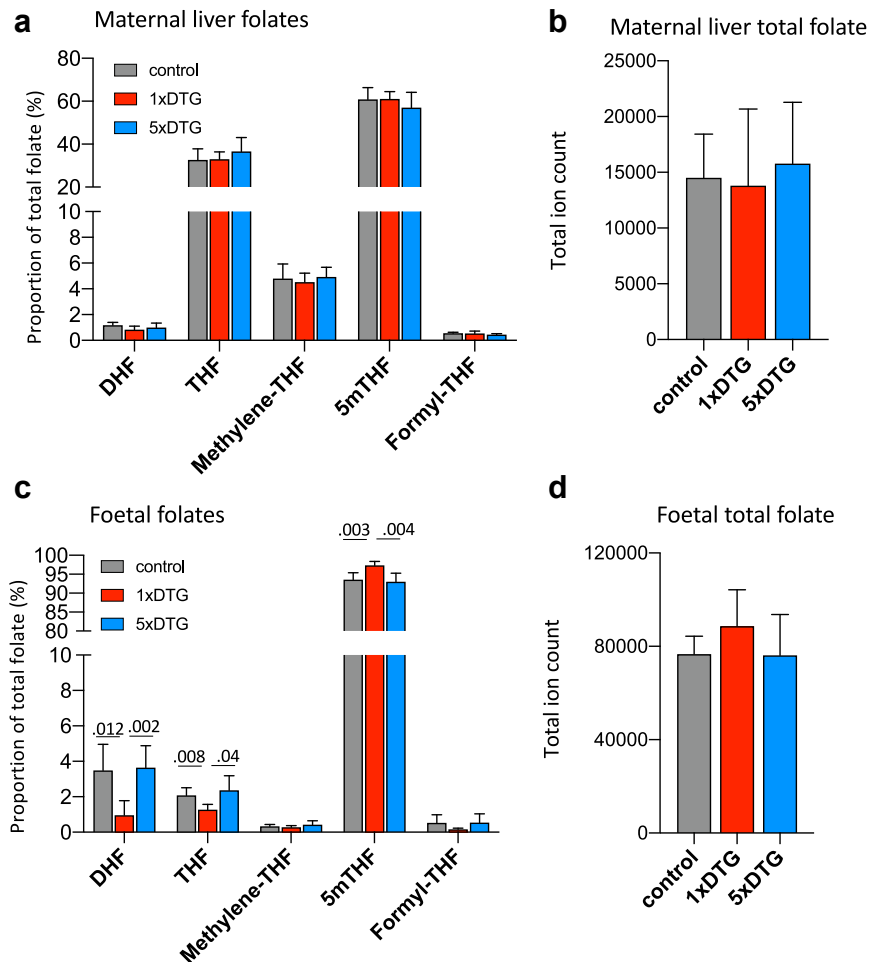 a Maternal liver folates
Proportion of total folate (%)
80
60
40
20
10
8
6
4
2
0
control
1xDTG
5xDTG
DHF
THF
Methylene-THF
5mTHF
Formyl-THF
b Maternal liver total folate
Total ion count
25000
20000
15000
10000
5000
0
control
1xDTG
5xDTG
c Foetal folates
Proportion of total folate (%)
100
95
90
85
80
10
8
6
4
2
0
control
1xDTG
5xDTG
.012 .002
.008 .04
.003 .004
DHF
THF
Methylene-THF
5mTHF
Formyl-THF
d Foetal total folate
Total ion count
120000
80000
40000
0
control
1xDTG
5xDTG